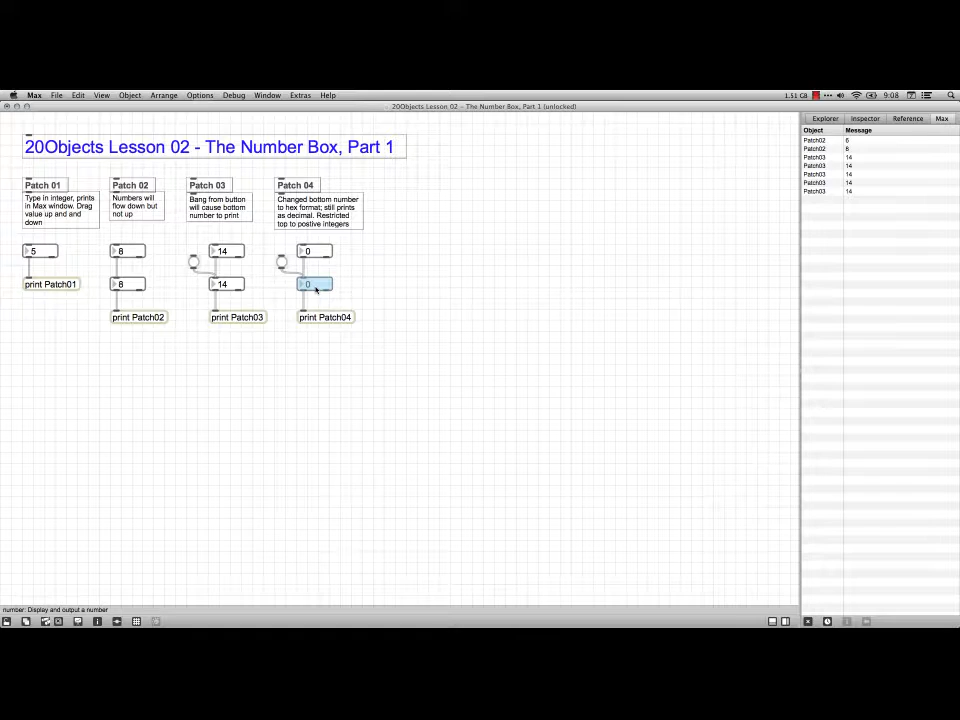 Max File Edit View Object Arrange Options Debug Window Extras Help 1.51 GB 9:08
20Objects Lesson 02 - The Number Box, Part 1 (unlocked)
20Objects Lesson 02 - The Number Box, Part 1
Patch 01
Type in integer, prints
in Max window. Drag
value up and and
down
5
print Patch01
Patch 02
Numbers will
flow down but
not up
8
8
print Patch02
Patch 03
Bang from button
will cause bottom
number to print
14
14
print Patch03
Patch 04
Changed bottom number
to hex format; still prints
as decimal. Restricted
top to postive integers
0
0
print Patch04
Explorer Inspector Reference Max
Object Message
Patch02 6
Patch02 8
Patch03 14
Patch03 14
Patch03 14
Patch03 14
Patch03 14
number: Display and output a number